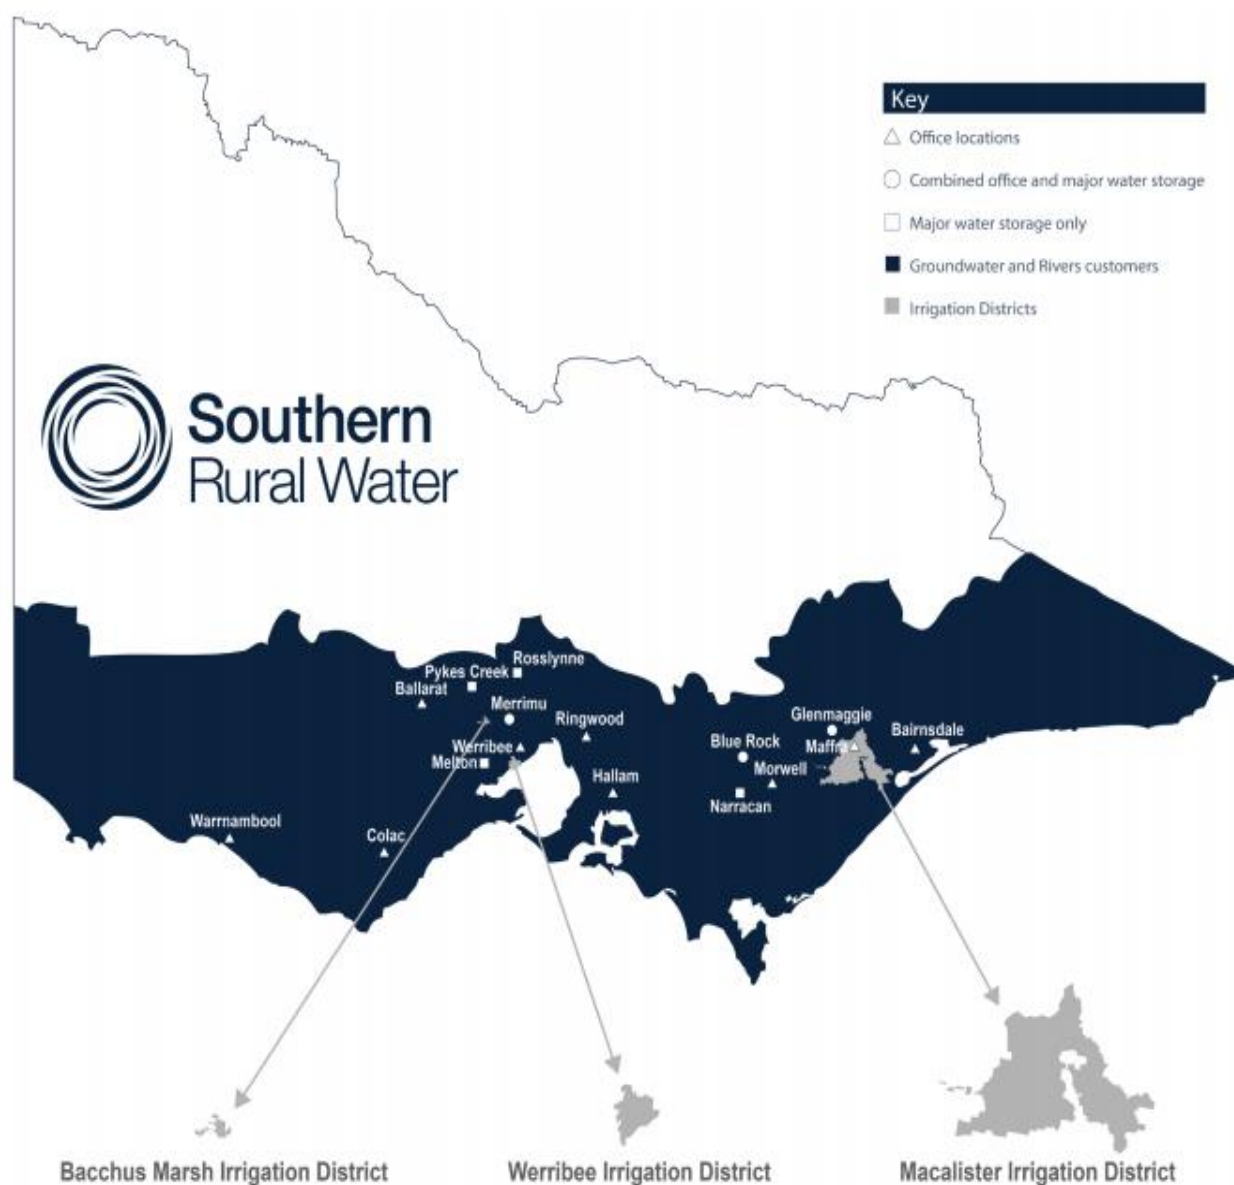 Key
Office locations
Combined office and major water storage
Major water storage only
Groundwater and Rivers customers
Irrigation Districts
Southern
Rural Water
Rosslynne
Pykes Creek
Ballarat
Merrimu
Ringwood
Werribee
Melton
Hallam
Warrnambool
Colac
Glenmaggie
Bairnsdale
Blue Rock
Maffra
Morwell
Narracan
Bacchus Marsh Irrigation District
Werribee Irrigation District
Macalister Irrigation District